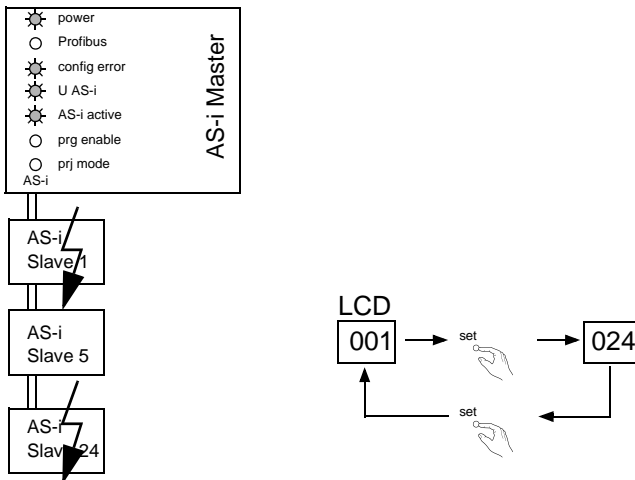 power
Profibus
config error
U AS-i
AS-i active
prg enable
prj mode
AS-i
AS-i Master
AS-i
Slave 1
AS-i
Slave 5
AS-i
Slave 24
LCD
001
set
024
set